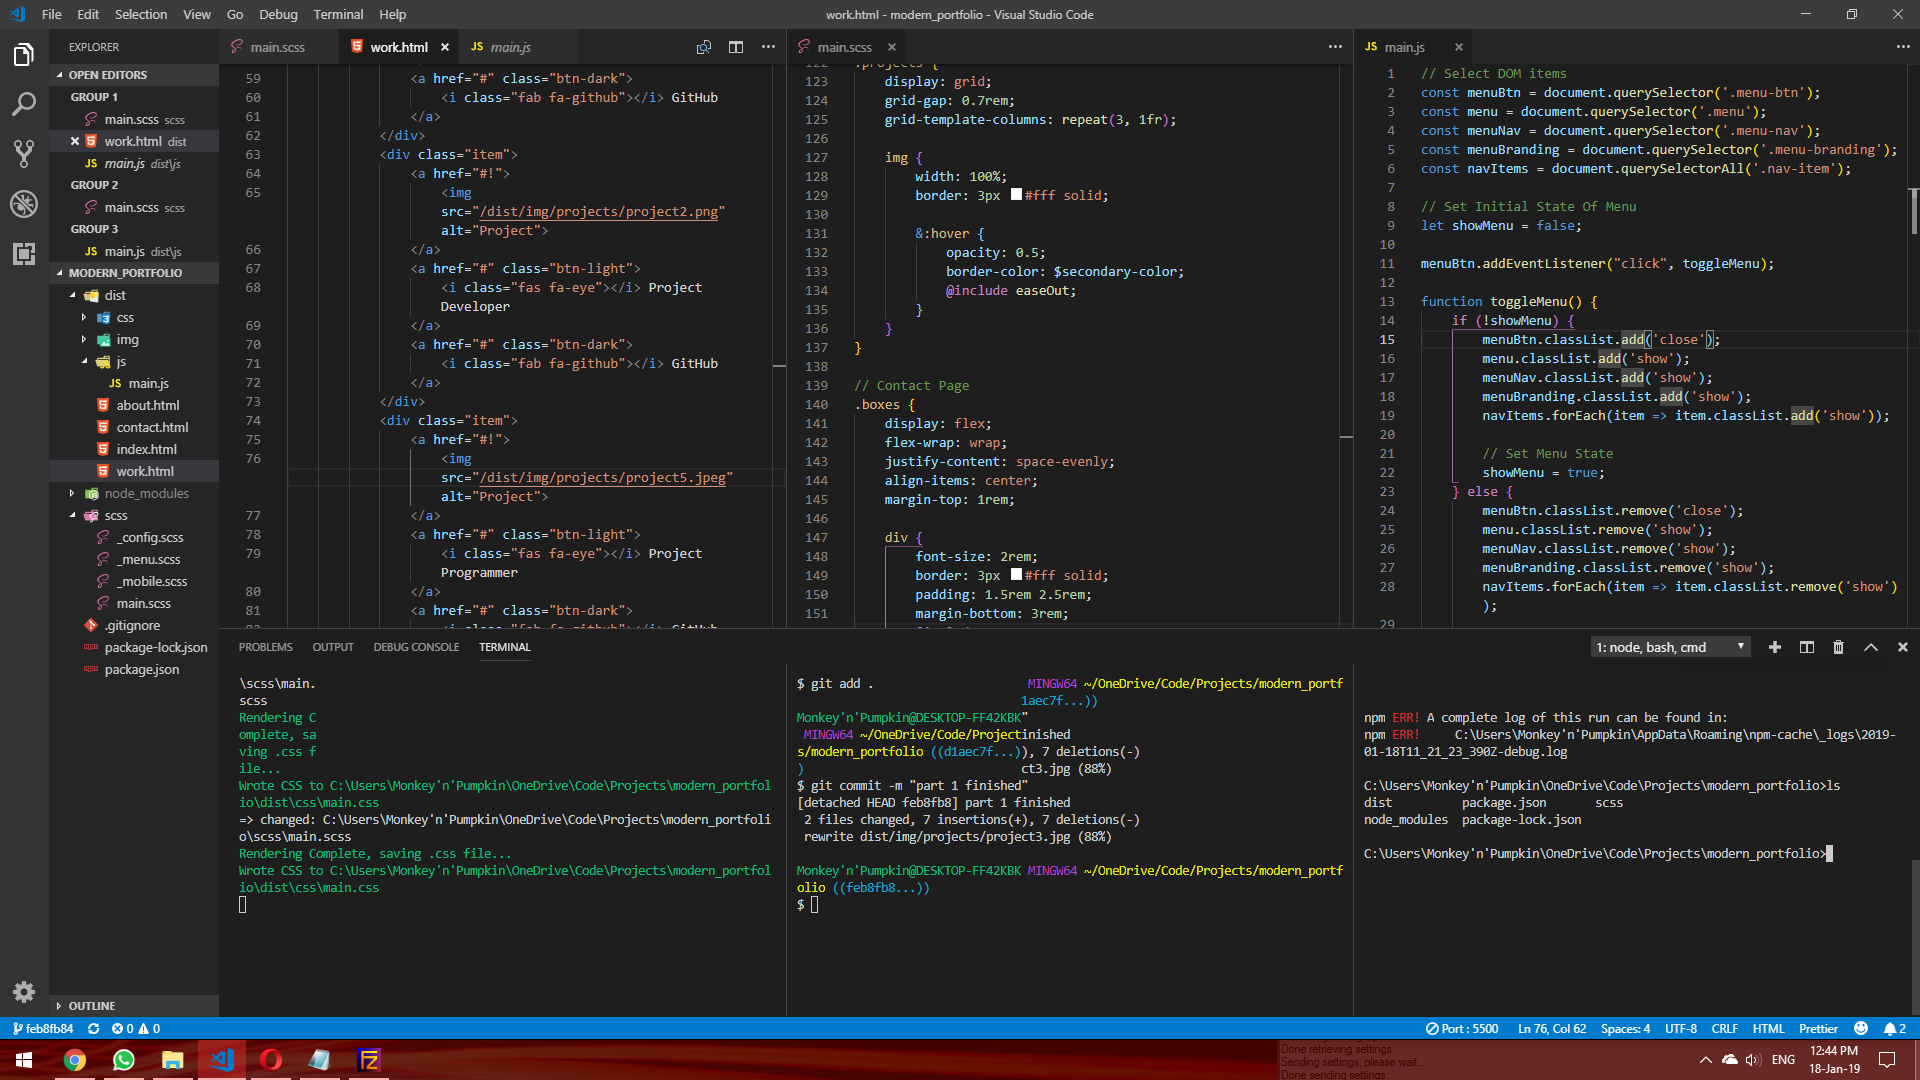 File Edit Selection View Go Debug Terminal Help
work.html - modern_portfolio - Visual Studio Code
EXPLORER
OPEN EDITORS
GROUP 1
main.scss scss
work.html dist
main.js dist\js
GROUP 2
main.scss scss
GROUP 3
main.js dist\js
MODERN_PORTFOLIO
dist
css
img
js
main.js
about.html
contact.html
index.html
work.html
node_modules
scss
_config.scss
_menu.scss
_mobile.scss
main.scss
.gitignore
package-lock.json
package.json
OUTLINE
main.scss work.html main.js
59 <a href="#" class="btn-dark">
60 <i class="fab fa-github"></i> GitHub
61 </a>
62 </div>
63 <div class="item">
64 <a href="#!">
65 <img
src="/dist/img/projects/project2.png"
alt="Project">
66 </a>
67 <a href="#" class="btn-light">
68 <i class="fas fa-eye"></i> Project
Developer
69 </a>
70 <a href="#" class="btn-dark">
71 <i class="fab fa-github"></i> GitHub
72 </a>
73 </div>
74 <div class="item">
75 <a href="#!">
76 <img
src="/dist/img/projects/project5.jpeg"
alt="Project">
77 </a>
78 <a href="#" class="btn-light">
79 <i class="fas fa-eye"></i> Project
Programmer
80 </a>
81 <a href="#" class="btn-dark">
<i class="fab fa-github"></i> GitHub
main.scss
122 .projects {
123 display: grid;
124 grid-gap: 0.7rem;
125 grid-template-columns: repeat(3, 1fr);
126
127 img {
128 width: 100%;
129 border: 3px #fff solid;
130
131 &:hover {
132 opacity: 0.5;
133 border-color: $secondary-color;
134 @include easeOut;
135 }
136 }
137 }
138
139 // Contact Page
140 .boxes {
141 display: flex;
142 flex-wrap: wrap;
143 justify-content: space-evenly;
144 align-items: center;
145 margin-top: 1rem;
146
147 div {
148 font-size: 2rem;
149 border: 3px #fff solid;
150 padding: 1.5rem 2.5rem;
151 margin-bottom: 3rem;
main.js
1 // Select DOM items
2 const menuBtn = document.querySelector('.menu-btn');
3 const menu = document.querySelector('.menu');
4 const menuNav = document.querySelector('.menu-nav');
5 const menuBranding = document.querySelector('.menu-branding');
6 const navItems = document.querySelectorAll('.nav-item');
7
8 // Set Initial State Of Menu
9 let showMenu = false;
10
11 menuBtn.addEventListener("click", toggleMenu);
12
13 function toggleMenu() {
14 if (!showMenu) {
15 menuBtn.classList.add('close');
16 menu.classList.add('show');
17 menuNav.classList.add('show');
18 menuBranding.classList.add('show');
19 navItems.forEach(item => item.classList.add('show'));
20
21 // Set Menu State
22 showMenu = true;
23 } else {
24 menuBtn.classList.remove('close');
25 menu.classList.remove('show');
26 menuNav.classList.remove('show');
27 menuBranding.classList.remove('show');
28 navItems.forEach(item => item.classList.remove('show')
);
29
PROBLEMS OUTPUT DEBUG CONSOLE TERMINAL
1: node, bash, cmd
\scss\main.
scss
Rendering C
omplete, sa
ving .css f
ile...
Wrote CSS to C:\Users\Monkey'n'Pumpkin\OneDrive\Code\Projects\modern_portfol
io\dist\css\main.css
=> changed: C:\Users\Monkey'n'Pumpkin\OneDrive\Code\Projects\modern_portfoli
o\scss\main.scss
Rendering Complete, saving .css file...
Wrote CSS to C:\Users\Monkey'n'Pumpkin\OneDrive\Code\Projects\modern_portfol
io\dist\css\main.css
$ git add . MINGW64 ~/OneDrive/Code/Projects/modern_portf
1aec7f...))
Monkey'n'Pumpkin@DESKTOP-FF42KBK"
MINGW64 ~/OneDrive/Code/Projectinished
s/modern_portfolio ((d1aec7f...)), 7 deletions(-)
) ct3.jpg (88%)
$ git commit -m "part 1 finished"
[detached HEAD feb8fb8] part 1 finished
2 files changed, 7 insertions(+), 7 deletions(-)
rewrite dist/img/projects/project3.jpg (88%)
Monkey'n'Pumpkin@DESKTOP-FF42KBK MINGW64 ~/OneDrive/Code/Projects/modern_portf
olio ((feb8fb8...))
$
npm ERR! A complete log of this run can be found in:
npm ERR! C:\Users\Monkey'n'Pumpkin\AppData\Roaming\npm-cache\_logs\2019-
01-18T11_21_23_390Z-debug.log
C:\Users\Monkey'n'Pumpkin\OneDrive\Code\Projects\modern_portfolio>ls
dist package.json scss
node_modules package-lock.json
C:\Users\Monkey'n'Pumpkin\OneDrive\Code\Projects\modern_portfolio>
feb8fb84 0 0
Port : 5500 Ln 76, Col 62 Spaces: 4 UTF-8 CRLF HTML Prettier 2
Done retrieving settings
Sending settings, please wait...
Done sending settings.
ENG
12:44 PM
18-Jan-19